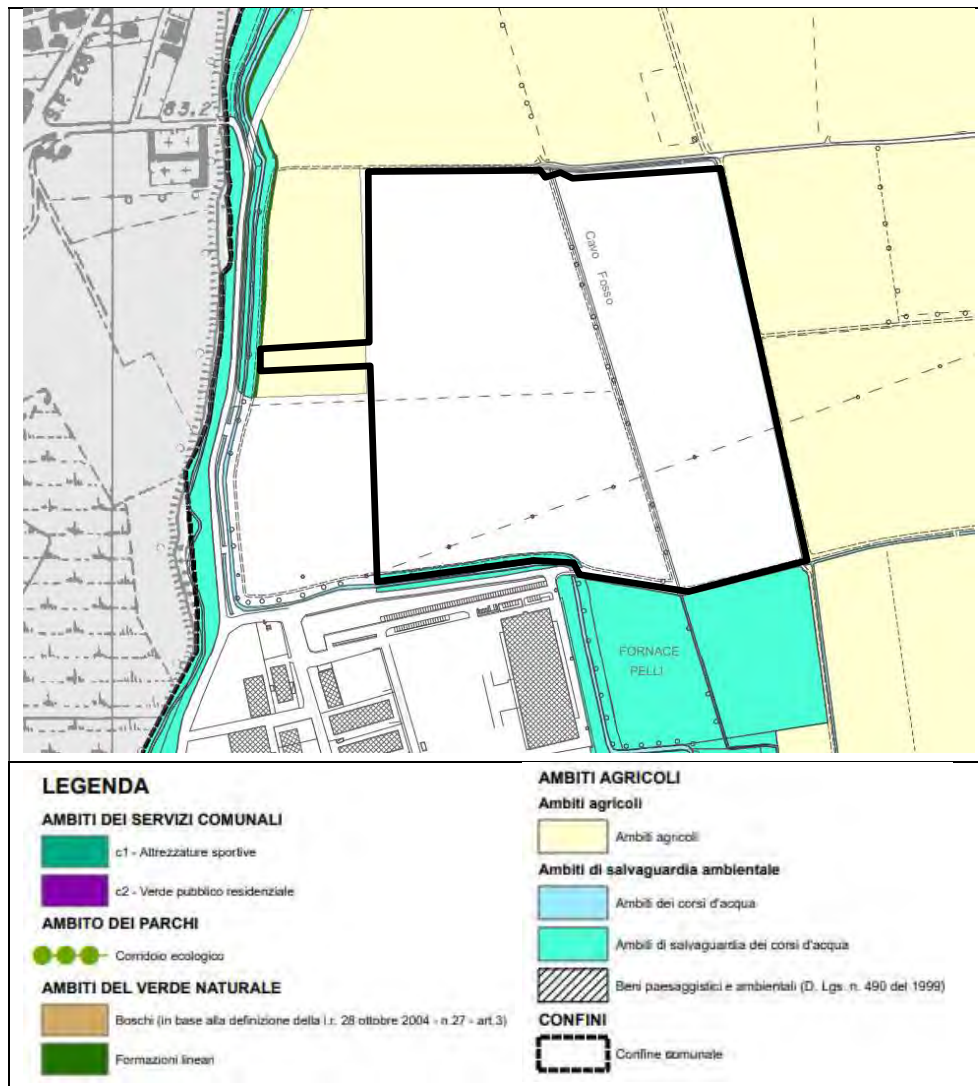 S.P. 206
83.2
Cavo Fosso
FORNACE
PELLI
LEGENDA
AMBITI DEI SERVIZI COMUNALI
c1 - Attrezzature sportive
c2 - Verde pubblico residenziale
AMBITO DEI PARCHI
Corridoio ecologico
AMBITI DEL VERDE NATURALE
Boschi (in base alla definizione della l.r. 28 ottobre 2004 - n.27 - art.3)
Formazioni lineari
AMBITI AGRICOLI
Ambiti agricoli
Ambiti agricoli
Ambiti di salvaguardia ambientale
Ambiti dei corsi d'acqua
Ambiti di salvaguardia dei corsi d'acqua
Beni paesaggistici e ambientali (D. Lgs. n. 490 del 1999)
CONFINI
Confine comunale